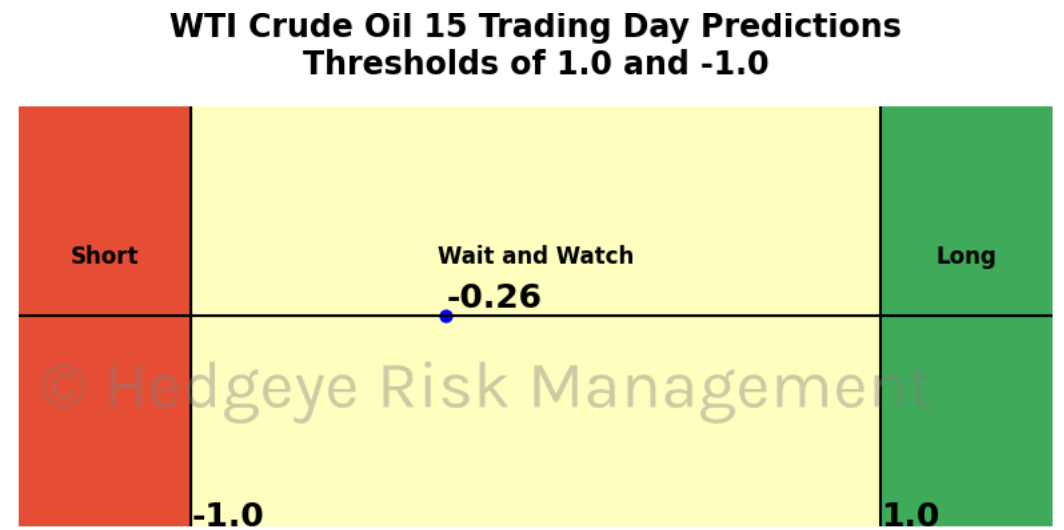 WTI Crude Oil 15 Trading Day Predictions
Thresholds of 1.0 and -1.0
Short
Wait and Watch
Long
-0.26
© Hedgeye Risk Management
-1.0
1.0